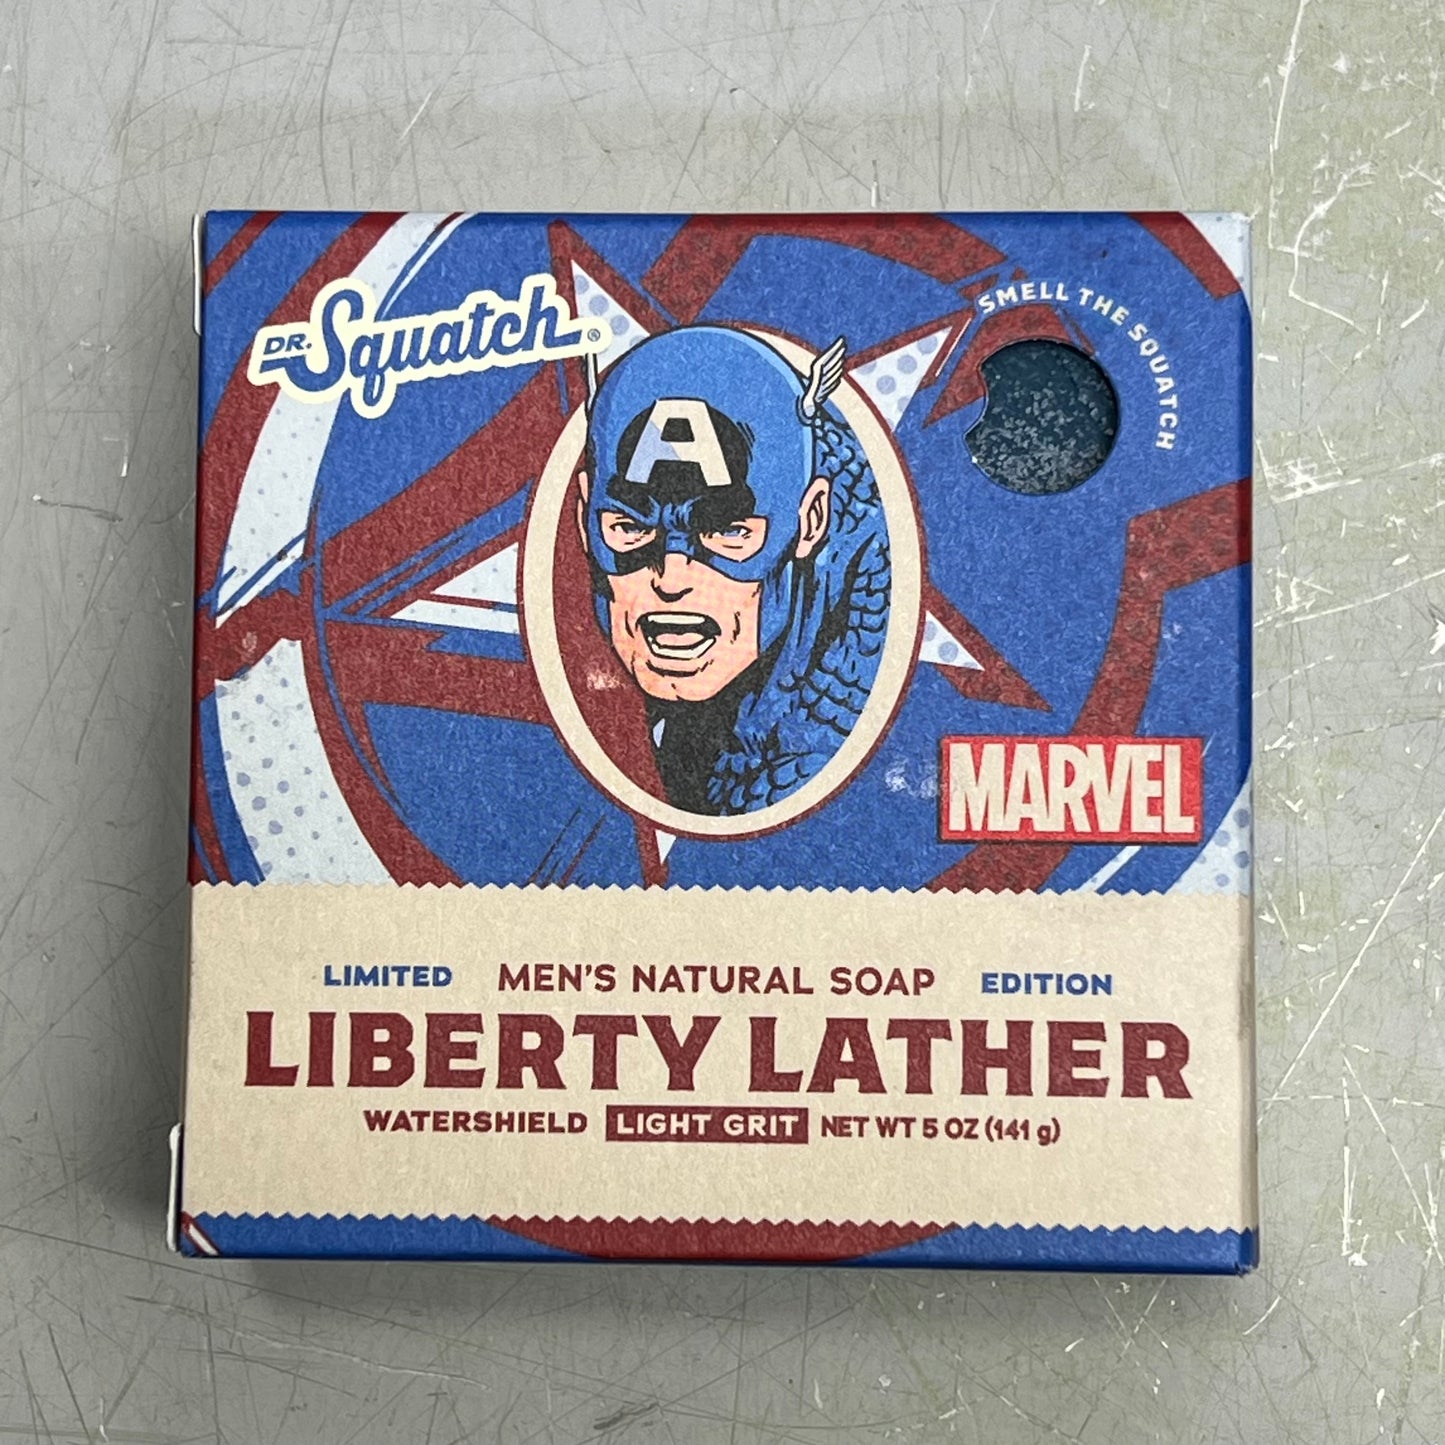 DR. Squatch®
SMELL THE SQUATCH
A
MARVEL
LIMITED MEN'S NATURAL SOAP EDITION
LIBERTY LATHER
WATERSHIELD LIGHT GRIT NET WT 5 OZ (141 g)